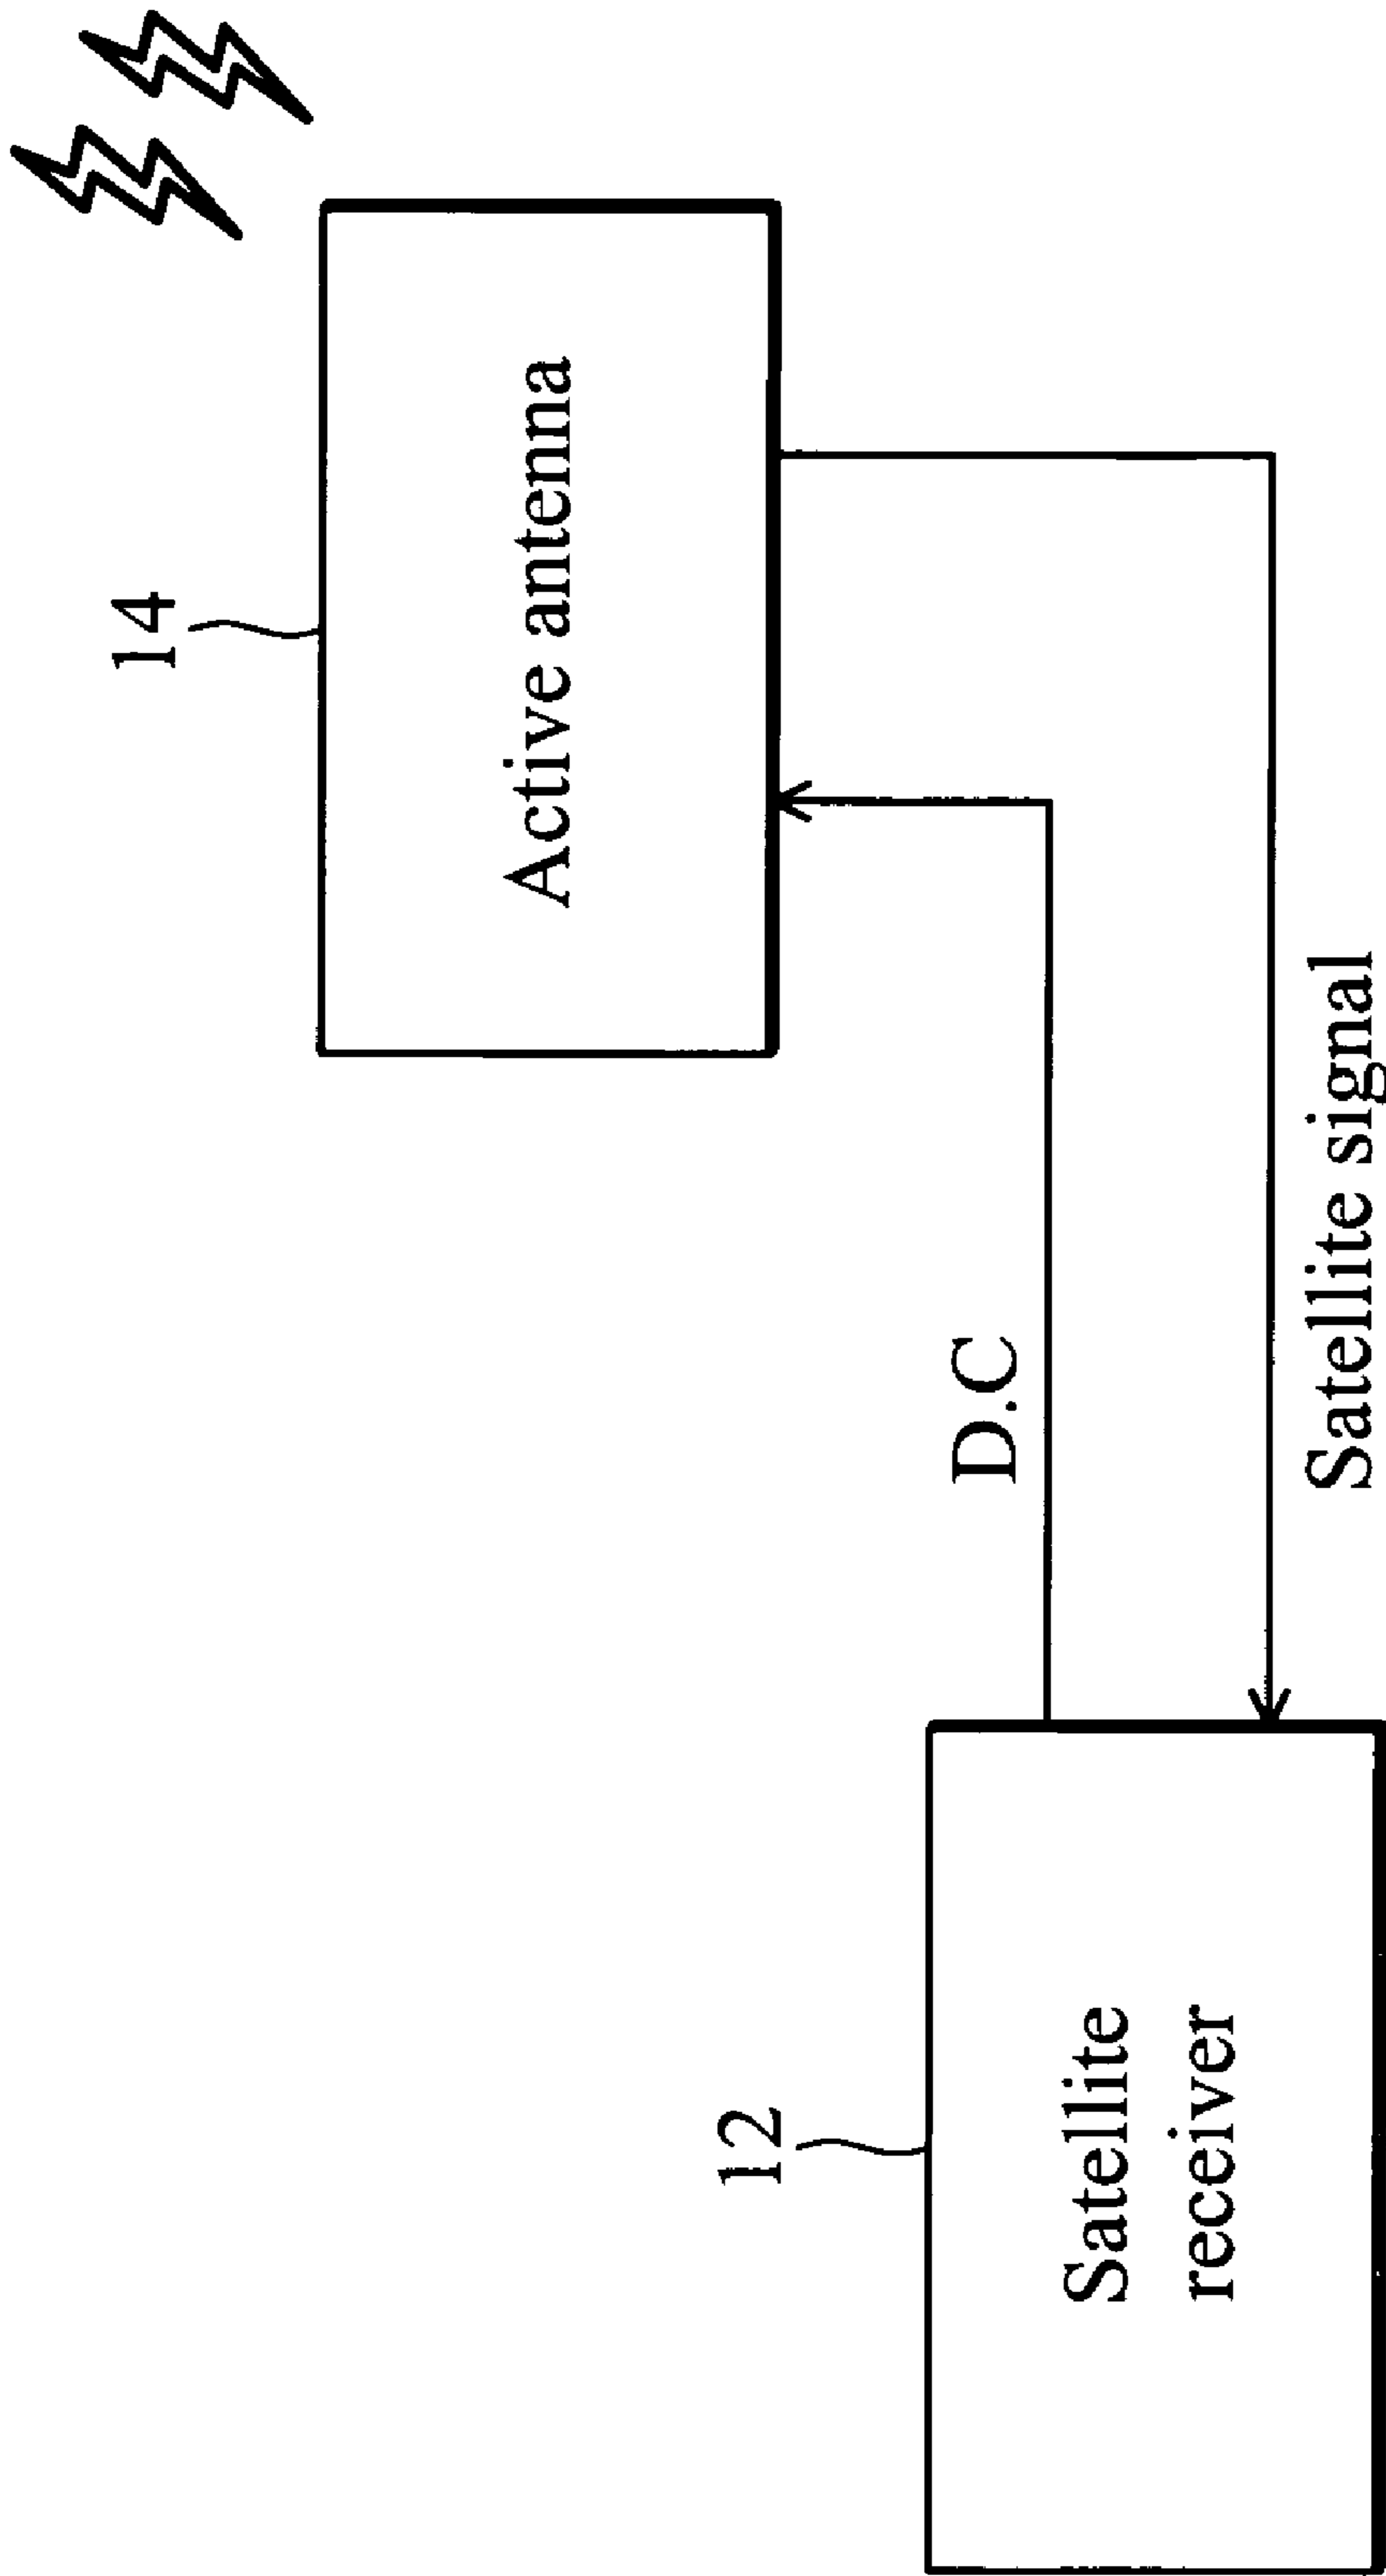 14
Active antenna
D.C
Satellite signal
12
Satellite
receiver